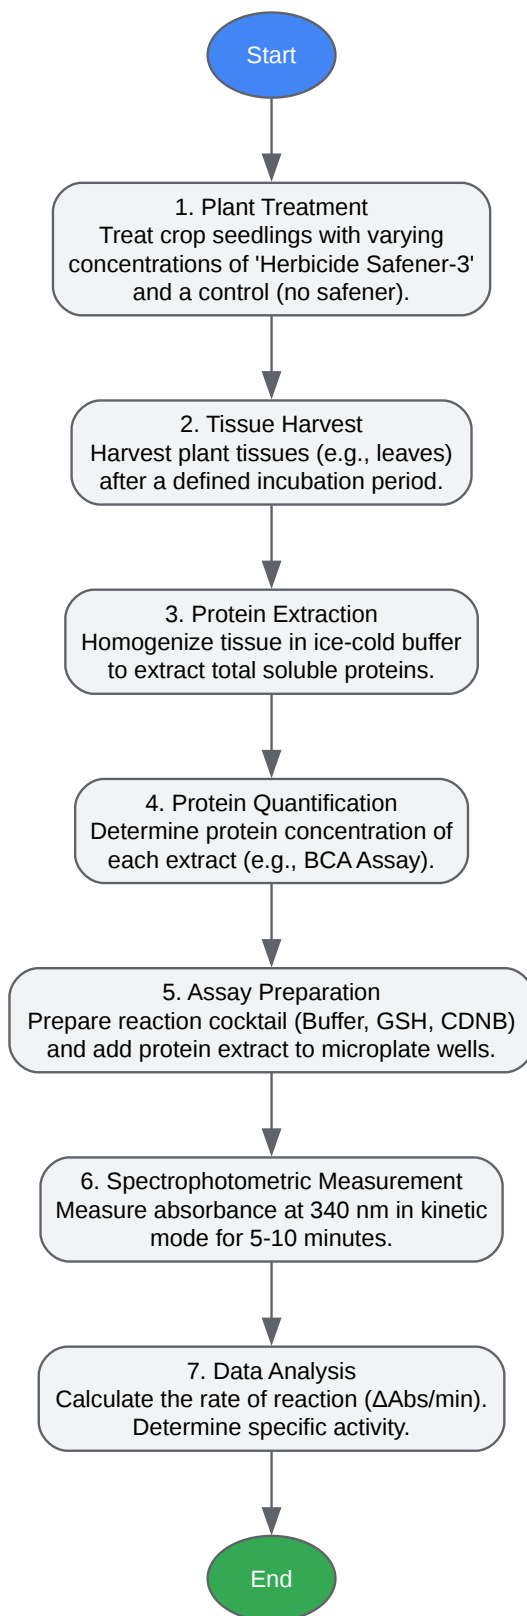 Start
1. Plant Treatment
Treat crop seedlings with varying
concentrations of 'Herbicide Safener-3'
and a control (no safener).
2. Tissue Harvest
Harvest plant tissues (e.g., leaves)
after a defined incubation period.
3. Protein Extraction
Homogenize tissue in ice-cold buffer
to extract total soluble proteins.
4. Protein Quantification
Determine protein concentration of
each extract (e.g., BCA Assay).
5. Assay Preparation
Prepare reaction cocktail (Buffer, GSH, CDNB)
and add protein extract to microplate wells.
6. Spectrophotometric Measurement
Measure absorbance at 340 nm in kinetic
mode for 5-10 minutes.
7. Data Analysis
Calculate the rate of reaction (ΔAbs/min).
Determine specific activity.
End